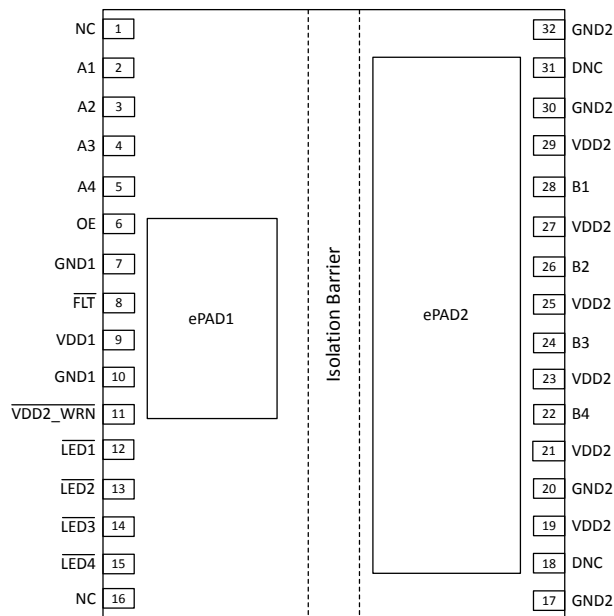 NC 1 32 GND2
A1 2 31 DNC
A2 3 30 GND2
A3 4 29 VDD2
A4 5 28 B1
OE 6 27 VDD2
GND1 7 26 B2
FLT 8 25 VDD2
VDD1 9 24 B3
GND1 10 23 VDD2
VDD2_WRN 11 22 B4
LED1 12 21 VDD2
LED2 13 20 GND2
LED3 14 19 VDD2
LED4 15 18 DNC
NC 16 17 GND2
ePAD1
Isolation Barrier
ePAD2